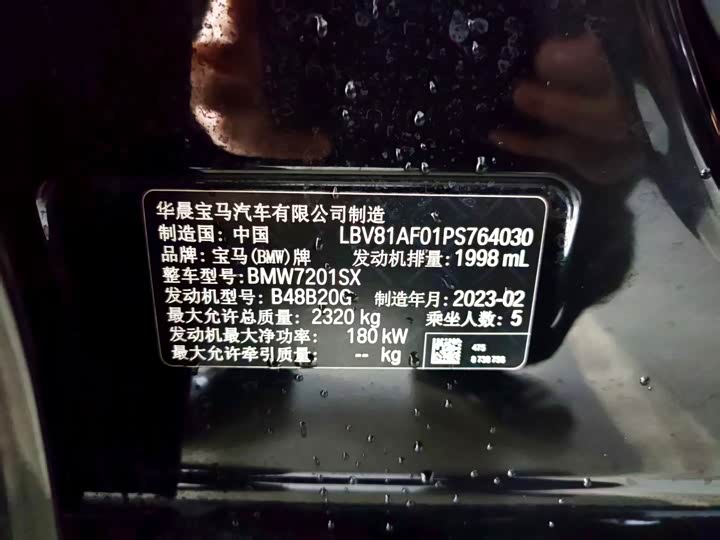 华晨宝马汽车有限公司制造
制造国: 中国 LBV81AF01PS764030
品牌: 宝马(BMW)牌 发动机排量: 1998 mL
整车型号: BMW7201SX
发动机型号: B48B20G 制造年月: 2023-02
最大允许总质量: 2320 kg 乘坐人数: 5
发动机最大净功率: 180 kW
最大允许牵引质量: -- kg
475